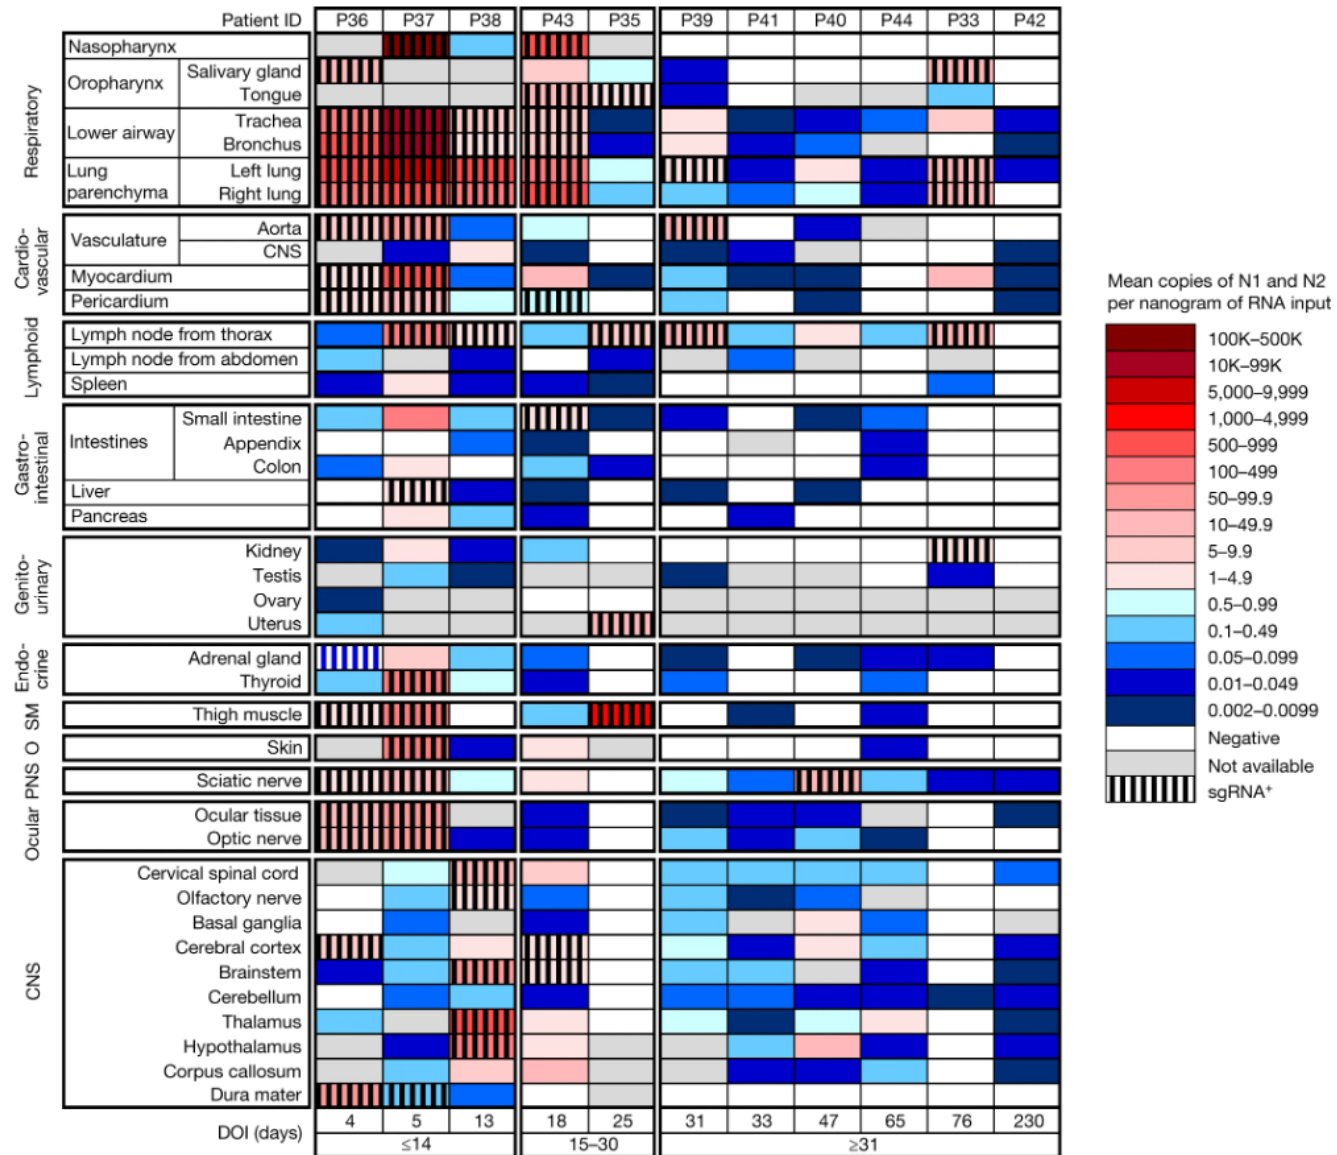 Patient ID P36 P37 P38 P43 P35 P39 P41 P40 P44 P33 P42
Respiratory
Nasopharynx
Oropharynx
Salivary gland
Tongue
Lower airway
Trachea
Bronchus
Lung
parenchyma
Left lung
Right lung
Cardio-
vascular
Vasculature
Aorta
CNS
Myocardium
Pericardium
Lymphoid
Lymph node from thorax
Lymph node from abdomen
Spleen
Gastro-
intestinal
Intestines
Small intestine
Appendix
Colon
Liver
Pancreas
Genito-
urinary
Kidney
Testis
Ovary
Uterus
Endo-
crine
Adrenal gland
Thyroid
SM
Thigh muscle
O
Skin
PNS
Sciatic nerve
Ocular
Ocular tissue
Optic nerve
CNS
Cervical spinal cord
Olfactory nerve
Basal ganglia
Cerebral cortex
Brainstem
Cerebellum
Thalamus
Hypothalamus
Corpus callosum
Dura mater
DOI (days)
4 5 13 18 25 31 33 47 65 76 230
≤14 15–30 ≥31
Mean copies of N1 and N2
per nanogram of RNA input
100K–500K
10K–99K
5,000–9,999
1,000–4,999
500–999
100–499
50–99.9
10–49.9
5–9.9
1–4.9
0.5–0.99
0.1–0.49
0.05–0.099
0.01–0.049
0.002–0.0099
Negative
Not available
sgRNA⁺